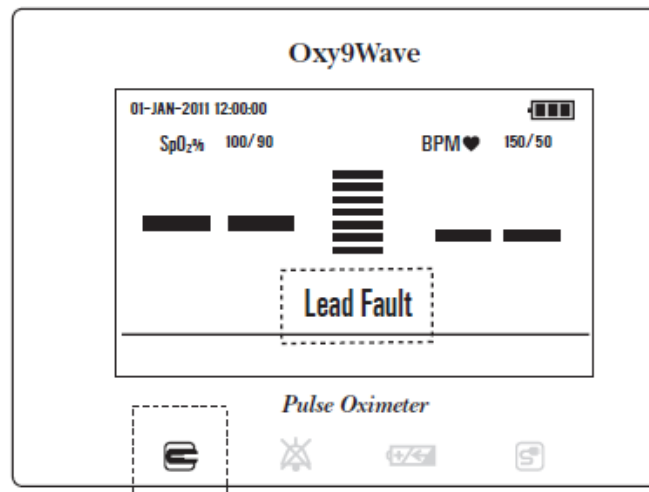 Oxy9Wave
01-JAN-2011 12:00:00
SpO₂% 100/90 BPM♥ 150/50
-- --
Lead Fault
Pulse Oximeter